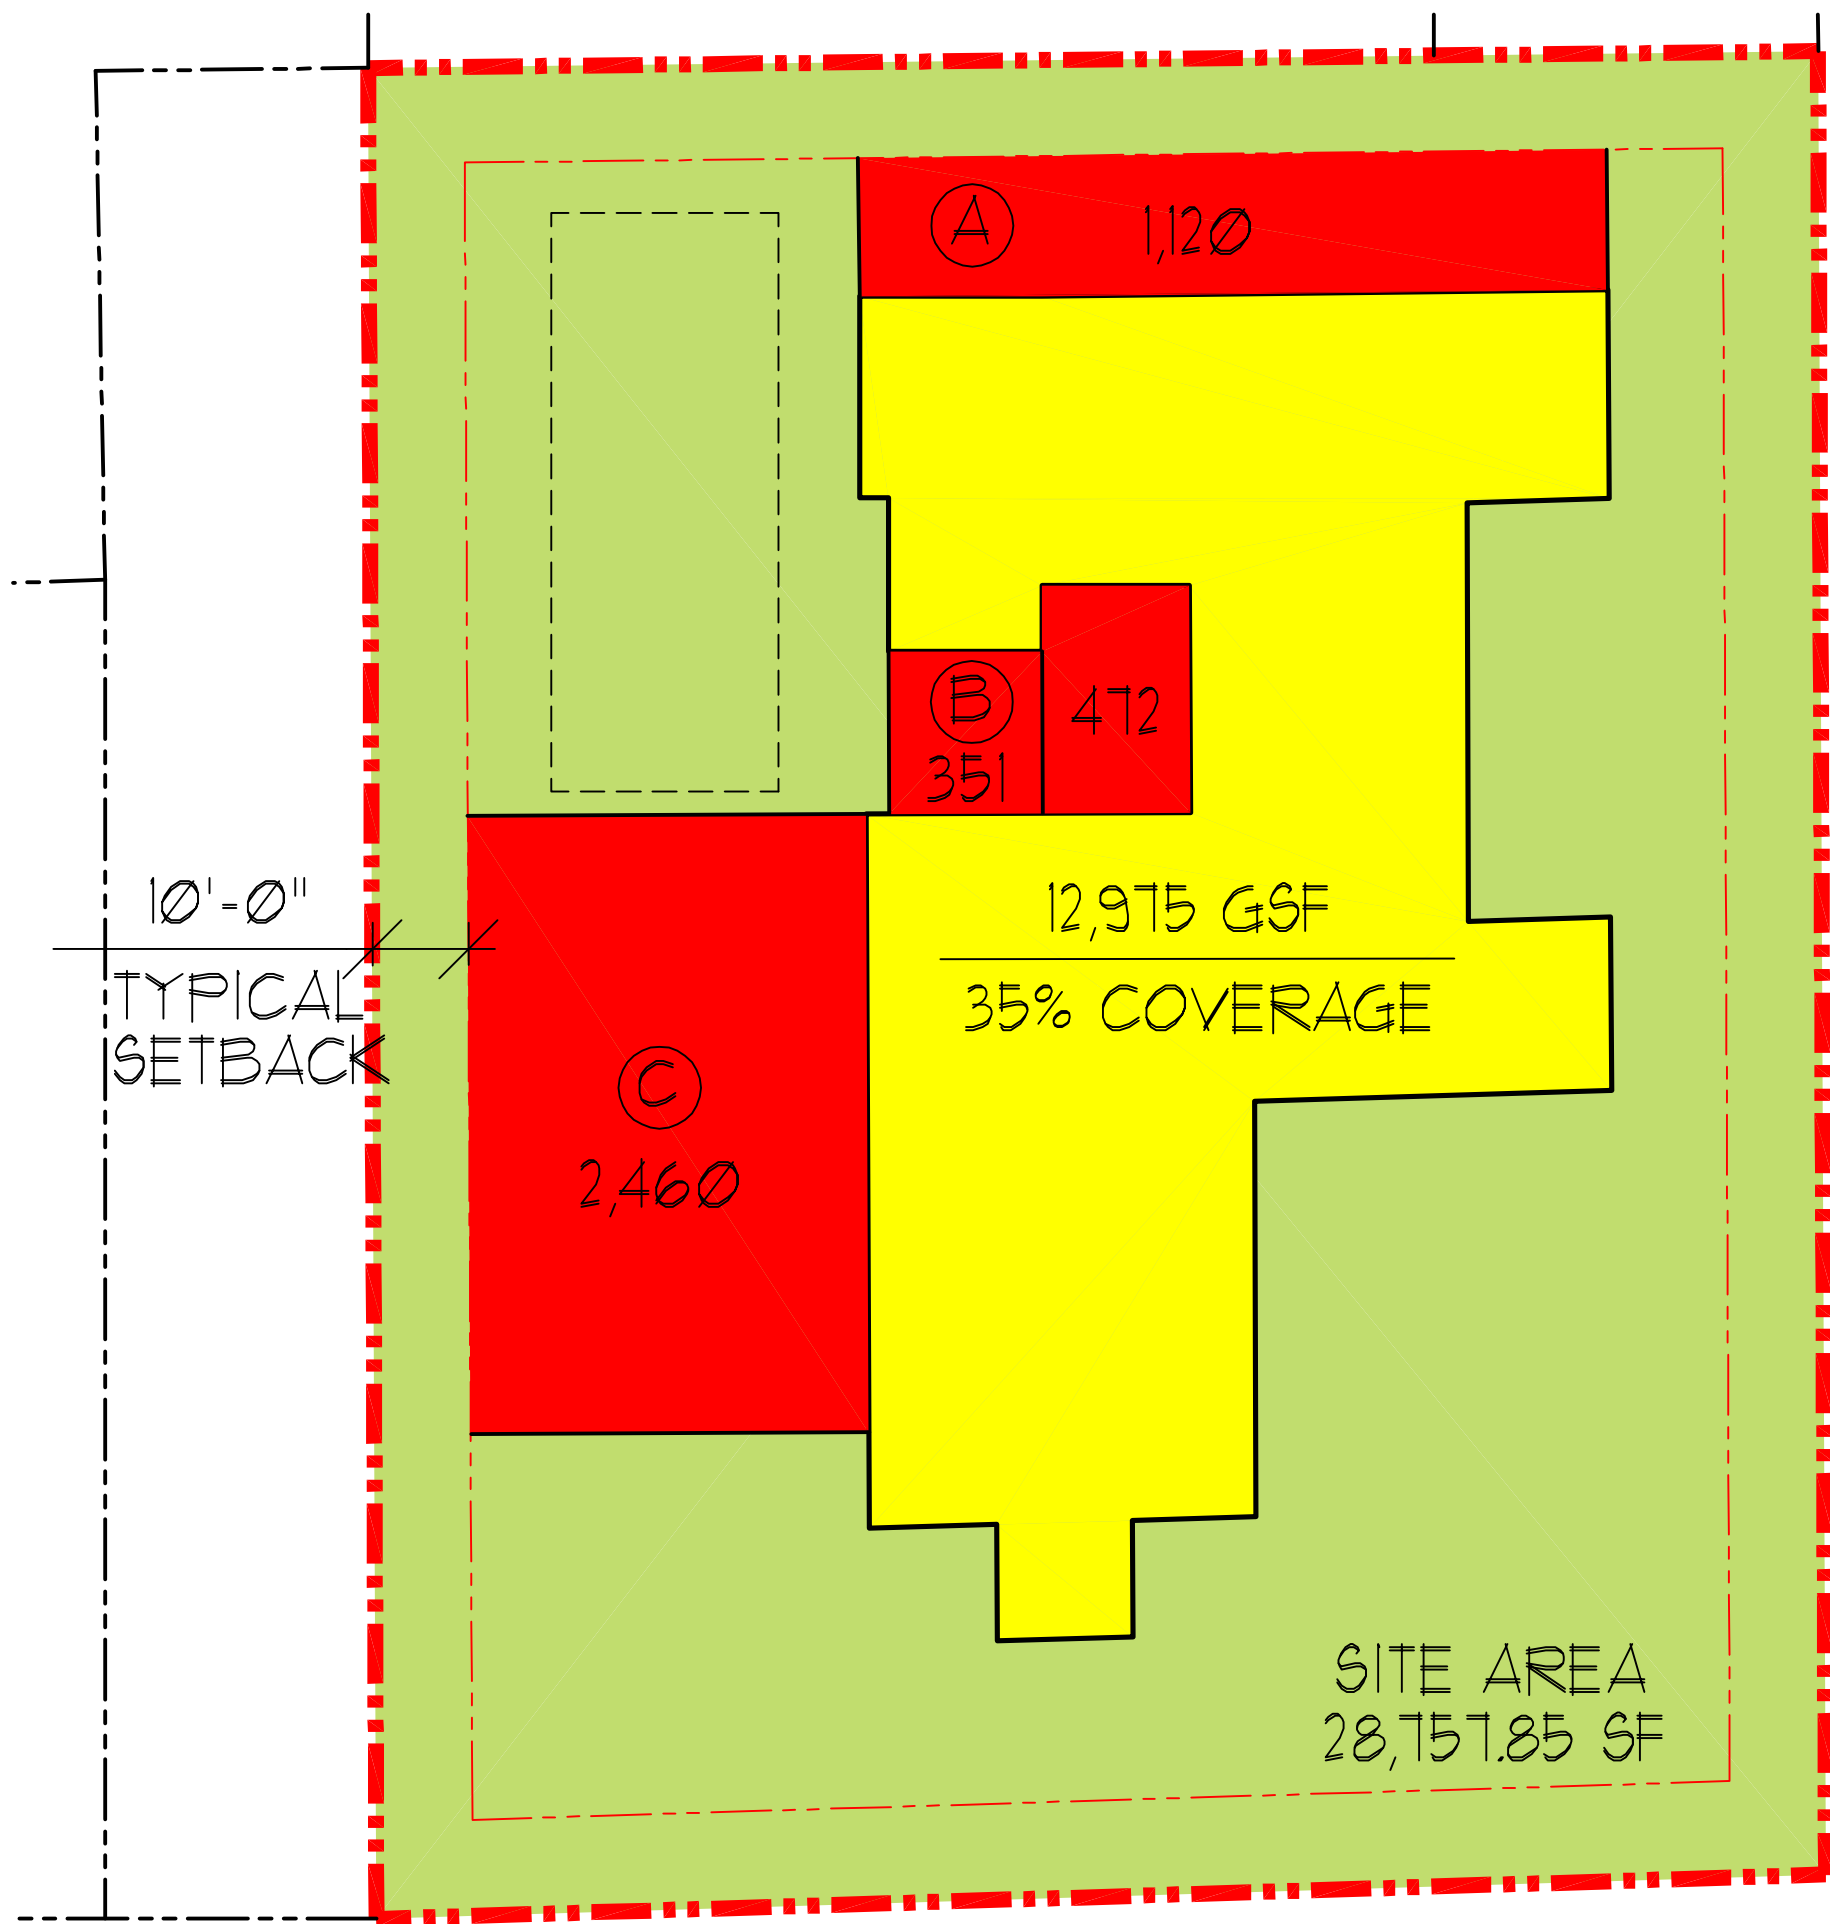 A 1,120
B 472
351
10'-0"
TYPICAL
SETBACK
12,975 GSF
35% COVERAGE
C
2,460
SITE AREA
28,757.85 SF